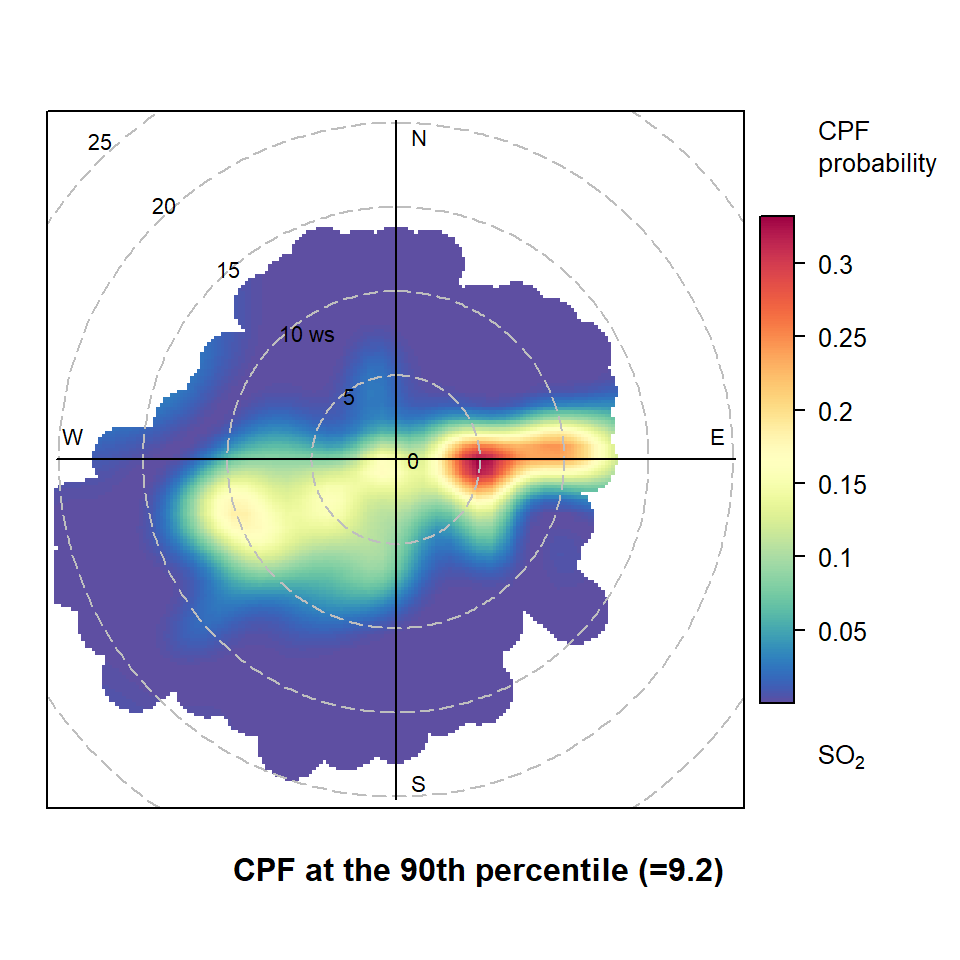 CPF
probability
25
N
20
15
10 ws
5
W
E
0
S
0.3
0.25
0.2
0.15
0.1
0.05
SO₂
CPF at the 90th percentile (=9.2)